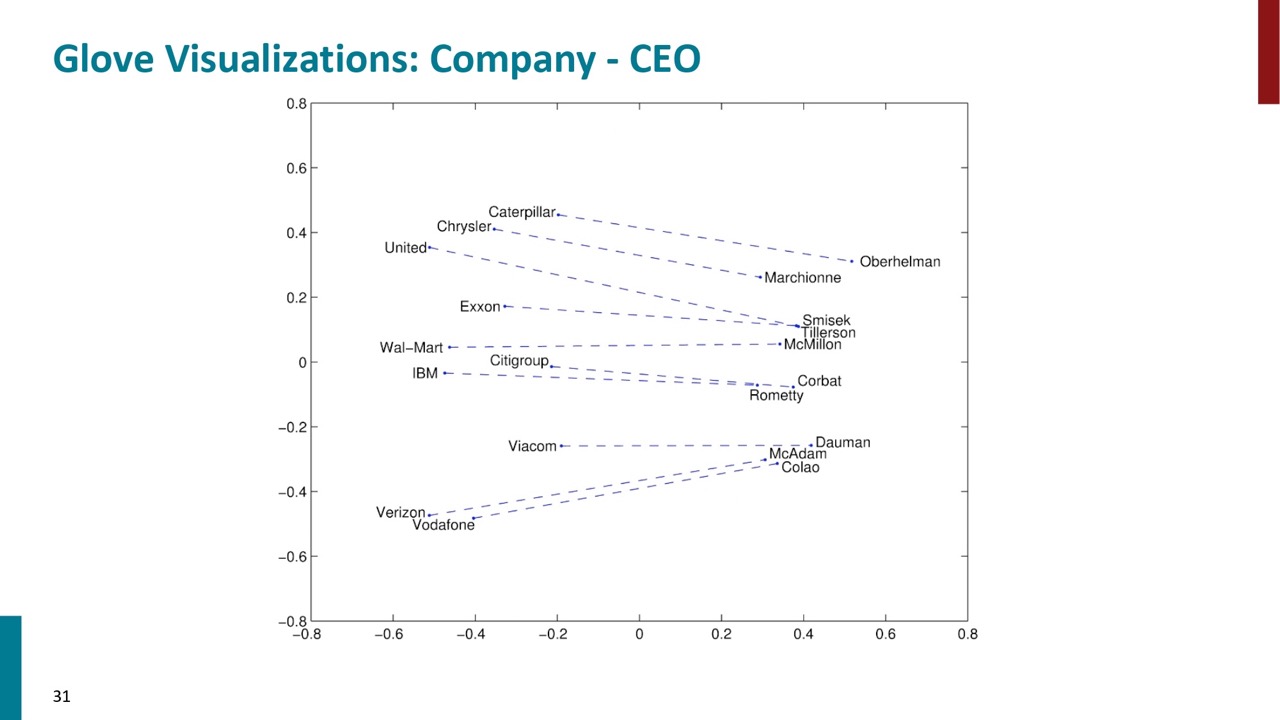 Glove Visualizations: Company - CEO
0.8
0.6
0.4
0.2
0
−0.2
−0.4
−0.6
−0.8
Caterpillar
Chrysler
United
Oberhelman
Marchionne
Exxon
Smisek
Tillerson
McMillon
Wal−Mart
Citigroup
IBM
Corbat
Rometty
Viacom
Dauman
McAdam
Colao
Verizon
Vodafone
−0.8 −0.6 −0.4 −0.2 0 0.2 0.4 0.6 0.8
31